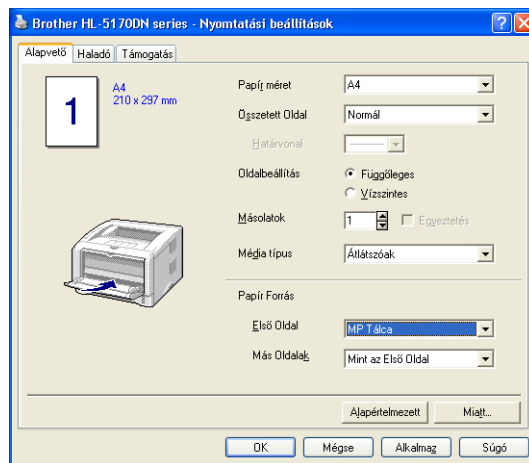 Brother HL-5170DN series - Nyomtatási beállítások
Alapvető Haladó Támogatás
1
A4
210 x 297 mm
Papír méret A4
Összetett Oldal Normál
Határvonal
Oldalbeállítás Függőleges
Vízszintes
Másolatok 1 Egyeztetés
Média típus Átlátszóak
Papír Forrás
Első Oldal MP Tálca
Más Oldalak Mint az Első Oldal
Alapértelmezett Miatt...
OK Mégse Alkalmaz Súgó